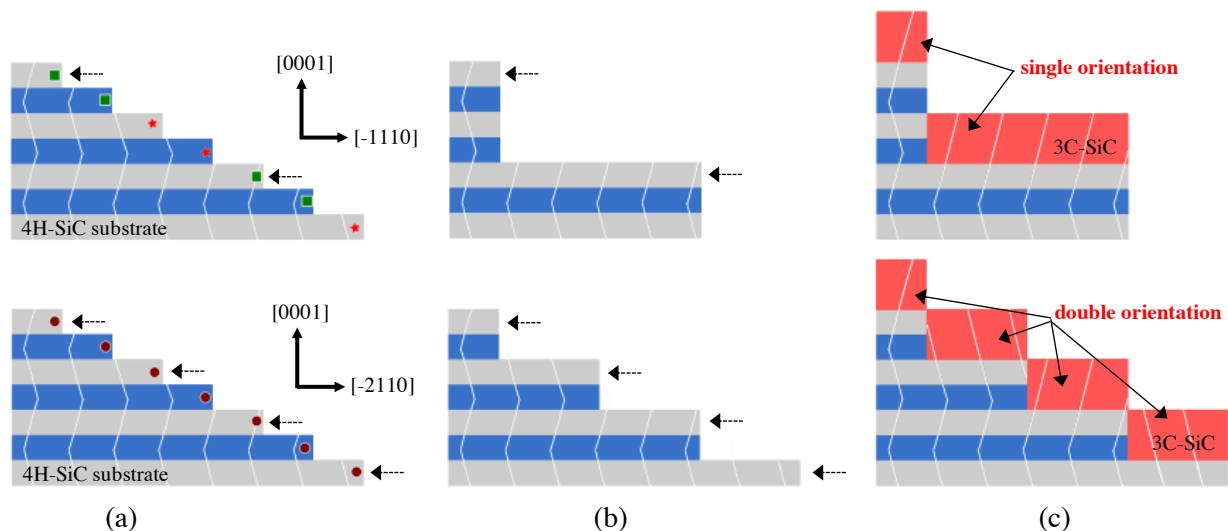 [0001]
[-1110]
4H-SiC substrate
single orientation
3C-SiC
[0001]
[-2110]
4H-SiC substrate
double orientation
3C-SiC
(a)
(b)
(c)